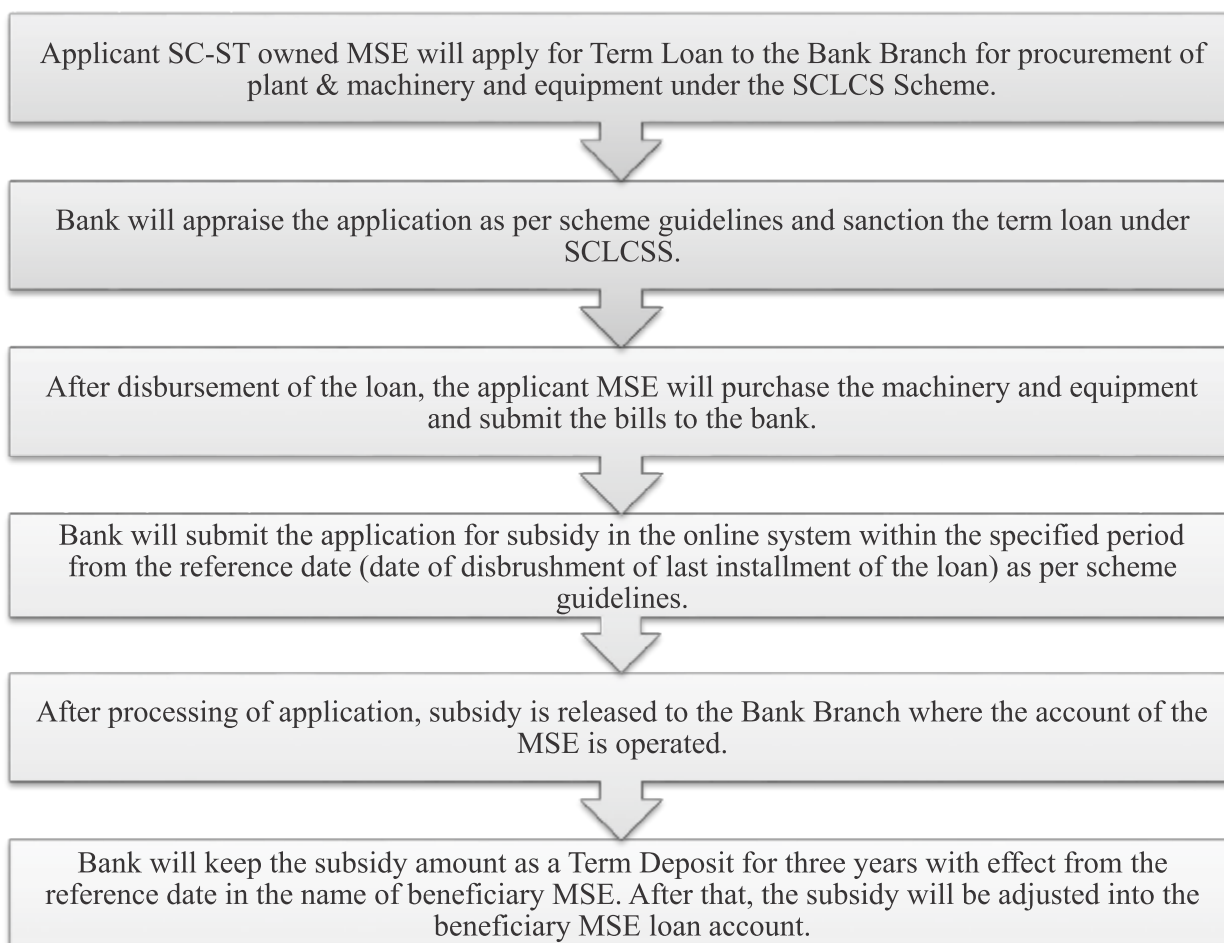 Applicant SC-ST owned MSE will apply for Term Loan to the Bank Branch for procurement of
plant & machinery and equipment under the SCLCS Scheme.
Bank will appraise the application as per scheme guidelines and sanction the term loan under
SCLCSS.
After disbursement of the loan, the applicant MSE will purchase the machinery and equipment
and submit the bills to the bank.
Bank will submit the application for subsidy in the online system within the specified period
from the reference date (date of disbrushment of last installment of the loan) as per scheme
guidelines.
After processing of application, subsidy is released to the Bank Branch where the account of the
MSE is operated.
Bank will keep the subsidy amount as a Term Deposit for three years with effect from the
reference date in the name of beneficiary MSE. After that, the subsidy will be adjusted into the
beneficiary MSE loan account.